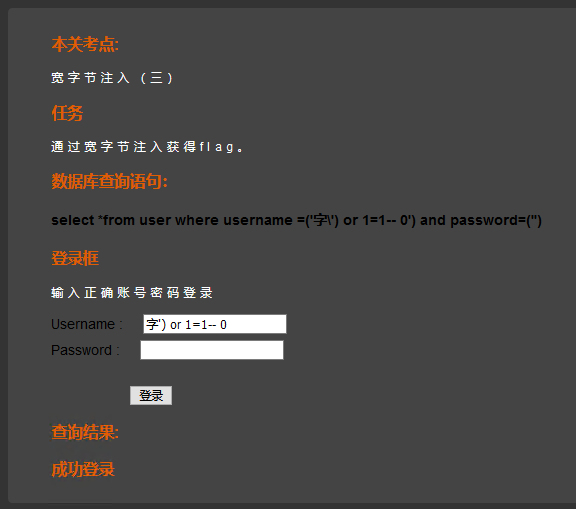 本关考点:
宽字节注入 (三)
任务
通过宽字节注入获得flag。
数据库查询语句:
select *from user where username =('字\') or 1=1-- 0') and password=('')
登录框
输入正确账号密码登录
Username : 字') or 1=1-- 0
Password :
登录
查询结果:
成功登录